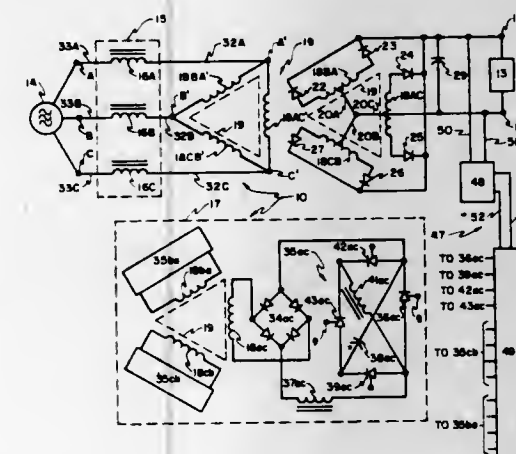 15
33A
32A
A'
A
16A
14
33B
B
16B
B'
32B
18BA'
19
18CB'
18AC'
16
C'
33C
C
16C
32C
10
23
24
18BA
22
19
20A
20C
18AC
20B
27
18CB
25
26
29
13
50
48
52
47
17
35ba
18ba
19
35cb
18cb
18ac
34ac
35ac
42ac
43ac
41ac
36ac
38ac
39ac
37ac
g
g
TO 36ac
TO 38ac
TO 42ac
TO 43ac
TO 35cb
TO 35ba